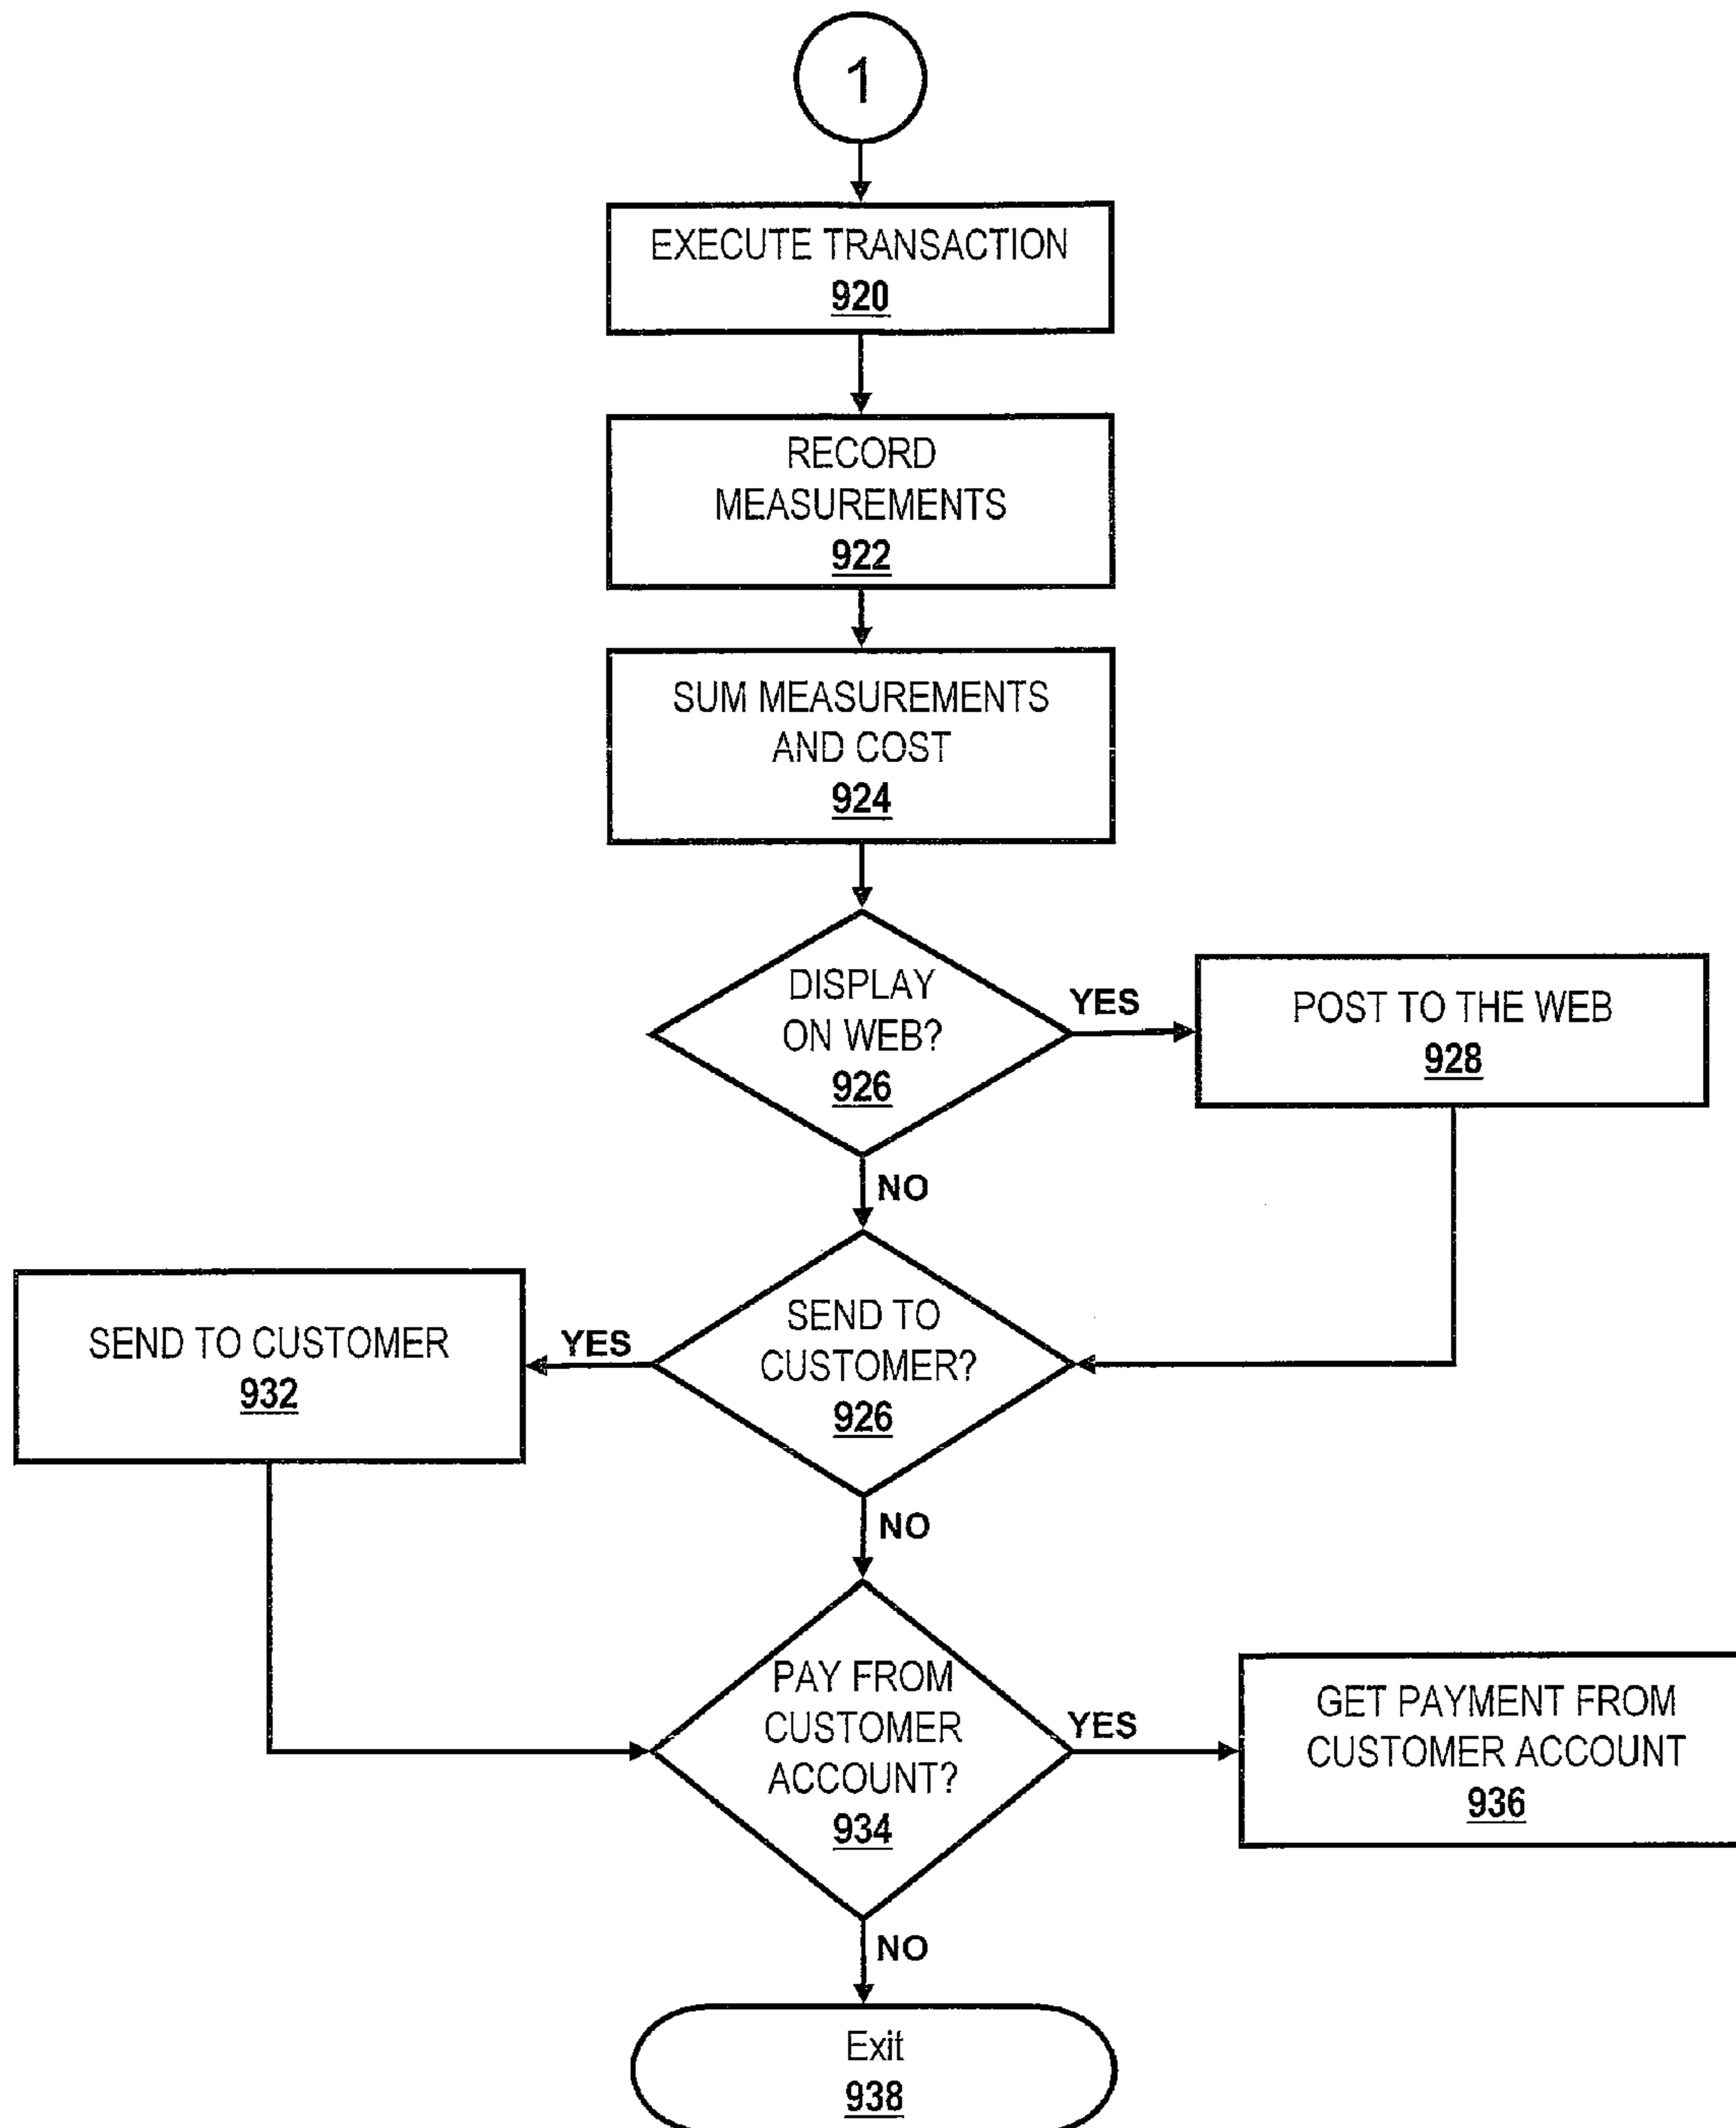 1
EXECUTE TRANSACTION
920
RECORD
MEASUREMENTS
922
SUM MEASUREMENTS
AND COST
924
DISPLAY
ON WEB?
926
YES
POST TO THE WEB
928
NO
SEND TO
CUSTOMER?
926
YES
SEND TO CUSTOMER
932
NO
PAY FROM
CUSTOMER
ACCOUNT?
934
YES
GET PAYMENT FROM
CUSTOMER ACCOUNT
936
NO
Exit
938